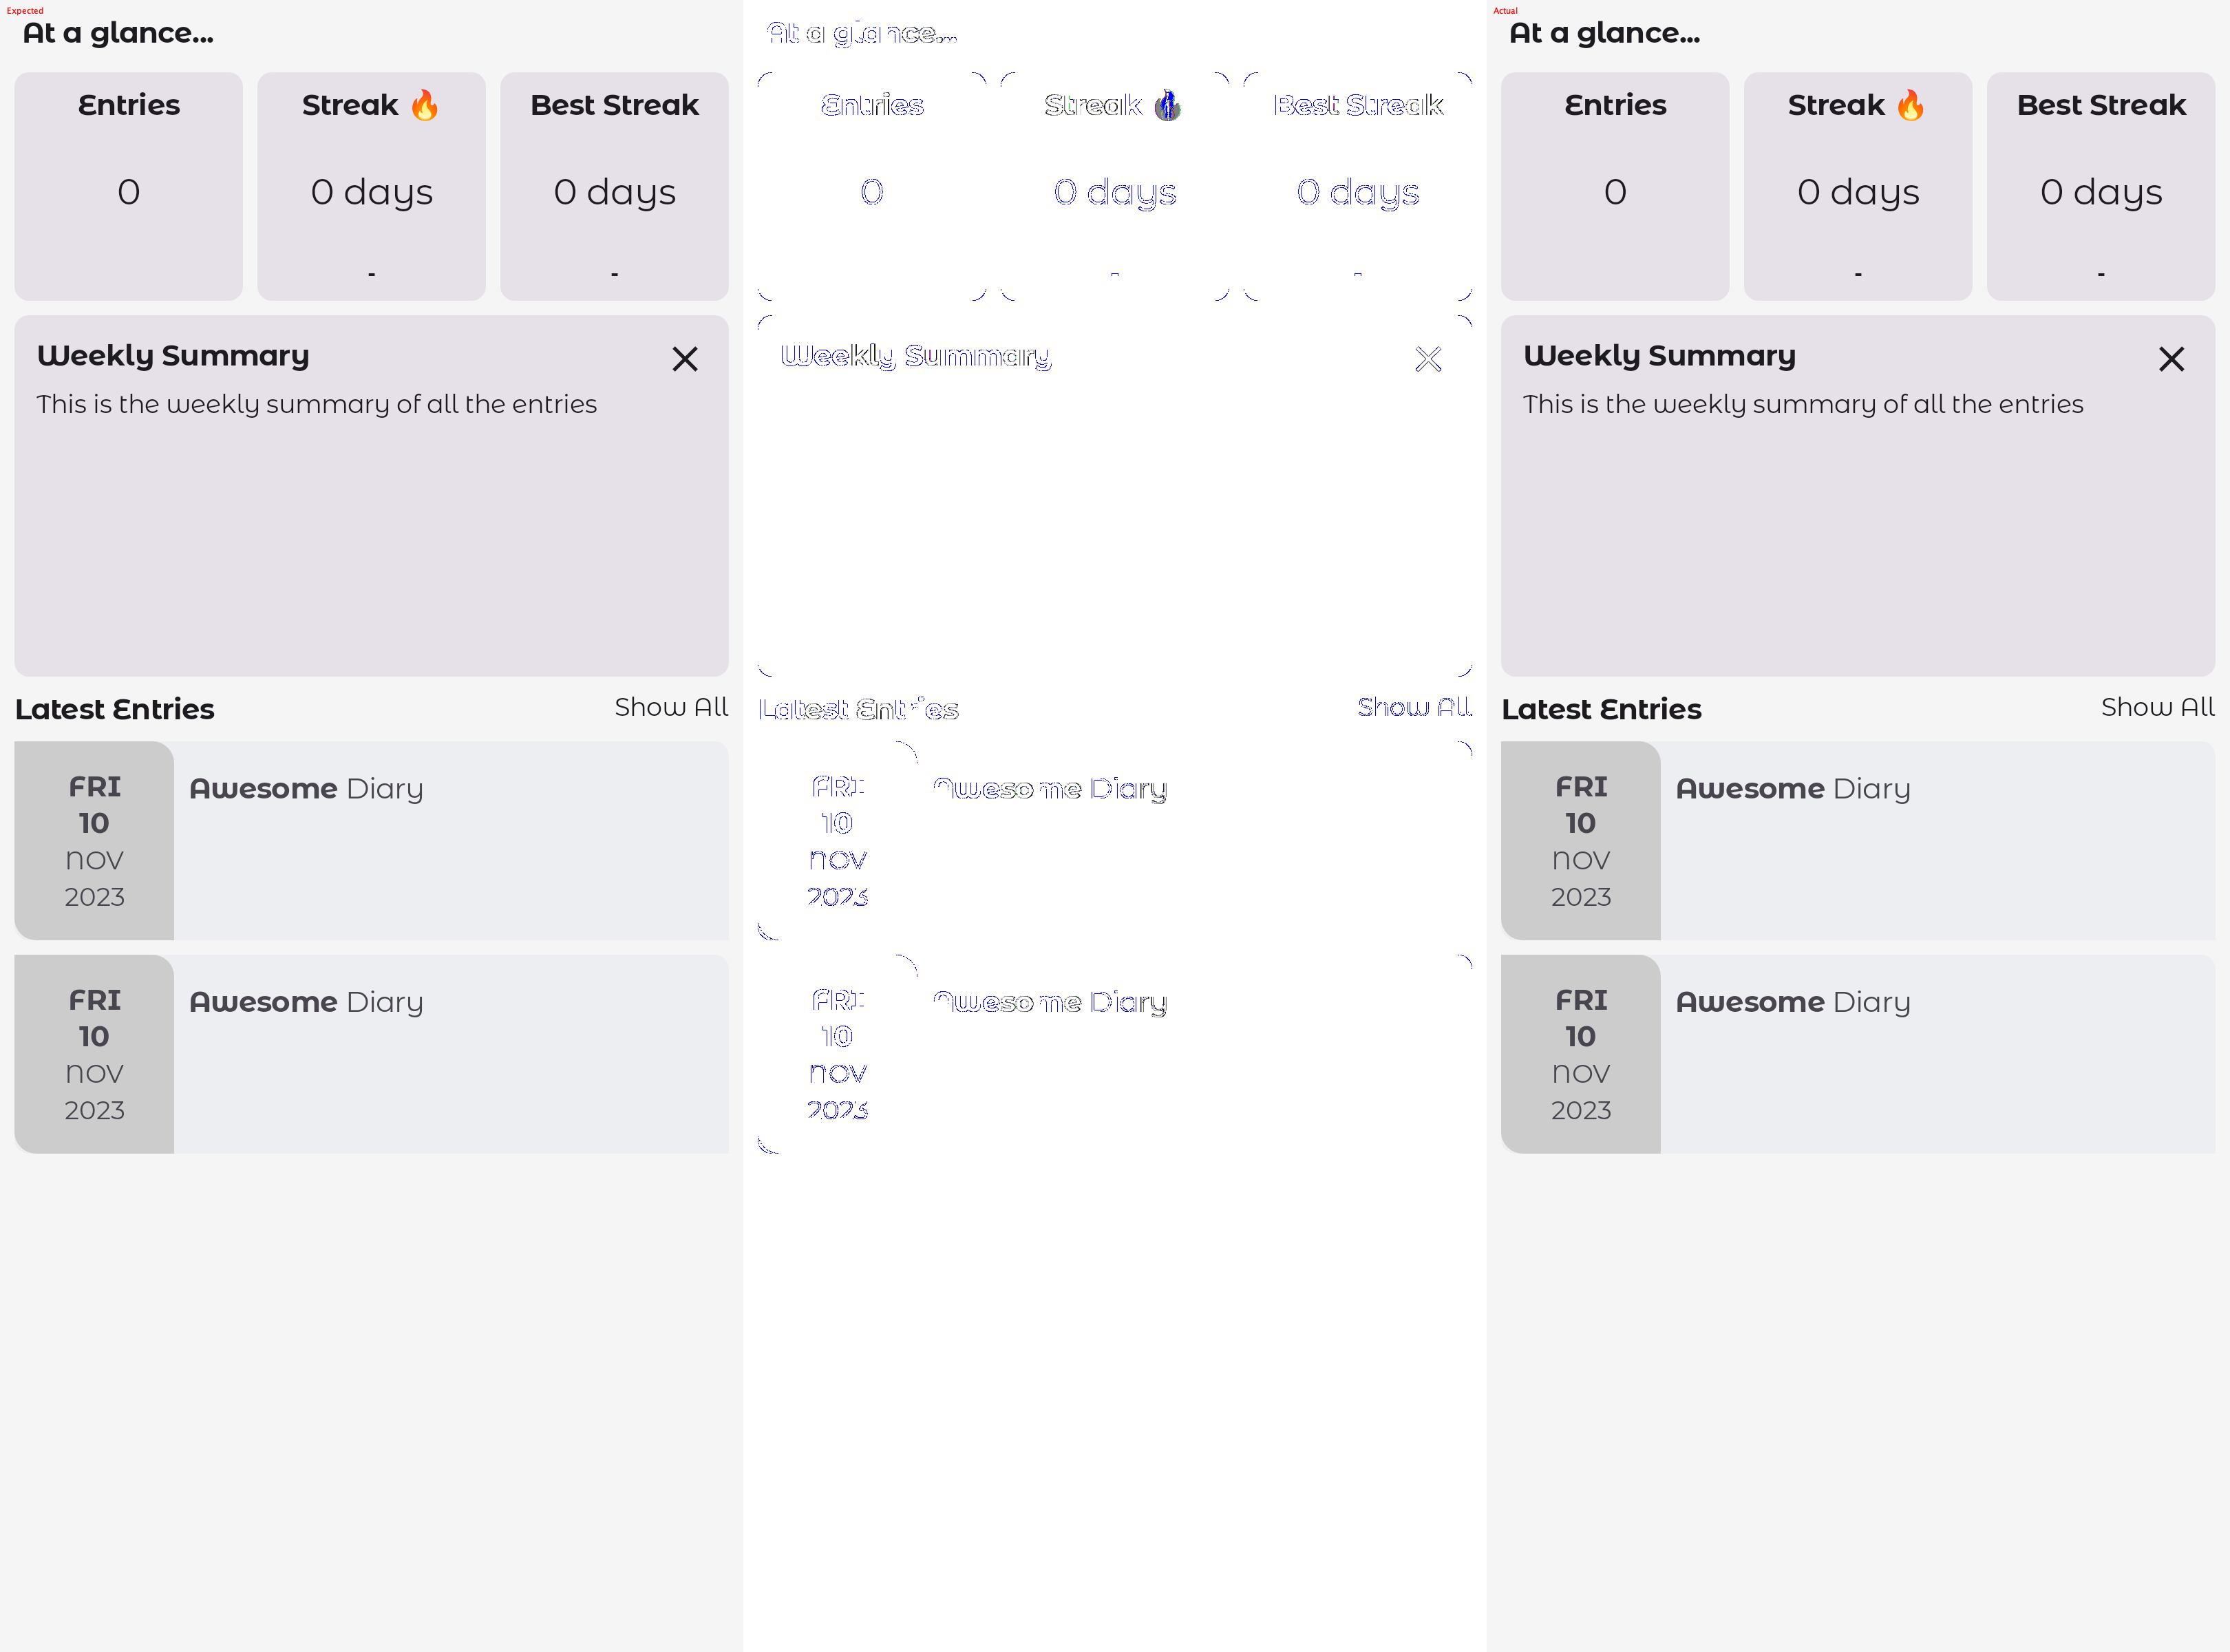 Expected
At a glance...
Entries
0
Streak 🔥
0 days
-
Best Streak
0 days
-
Weekly Summary
This is the weekly summary of all the entries
Latest Entries
Show All
FRI
10
NOV
2023
Awesome Diary
FRI
10
NOV
2023
Awesome Diary
At a glance...
Entries
0
Streak
0 days
-
Best Streak
0 days
-
Weekly Summary
Latest Entries
Show All
FRI
10
NOV
2023
Awesome Diary
FRI
10
NOV
2023
Awesome Diary
Actual
At a glance...
Entries
0
Streak 🔥
0 days
-
Best Streak
0 days
-
Weekly Summary
This is the weekly summary of all the entries
Latest Entries
Show All
FRI
10
NOV
2023
Awesome Diary
FRI
10
NOV
2023
Awesome Diary